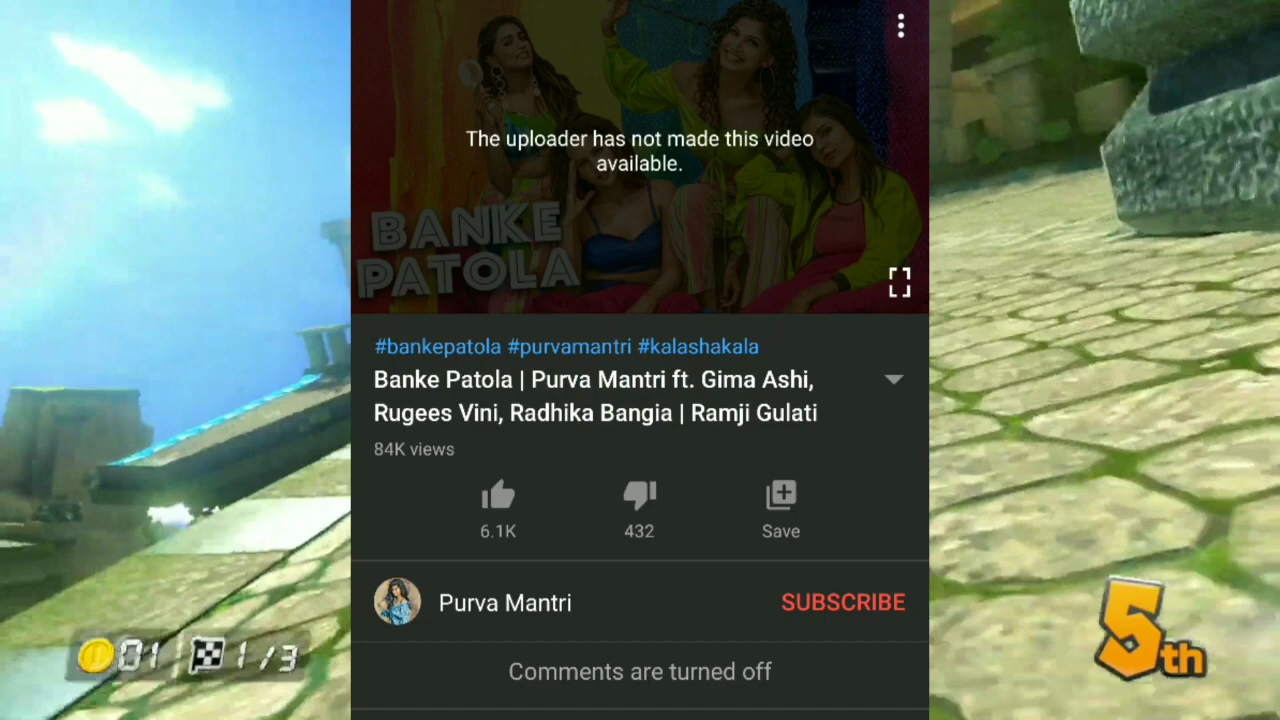 The uploader has not made this video
available.
BANKE
PATOLA
#bankepatola #purvamantri #kalashakala
Banke Patola | Purva Mantri ft. Gima Ashi,
Rugees Vini, Radhika Bangia | Ramji Gulati
84K views
6.1K 432 Save
Purva Mantri SUBSCRIBE
Comments are turned off
01 1/3
5th